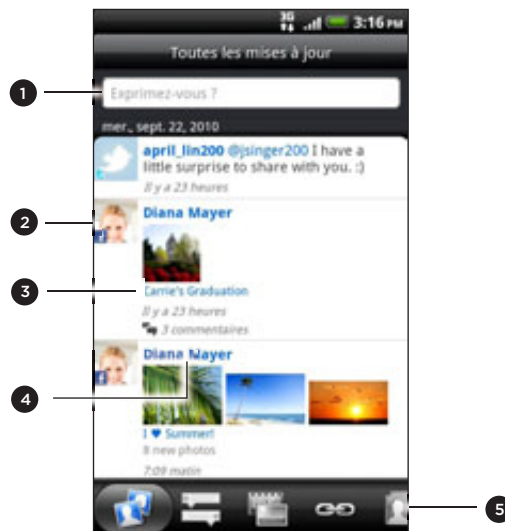 3G 3:16 PM
Toutes les mises à jour
1
Exprimez-vous ?
mer., sept. 22, 2010
april_lin200 @jsinger200 I have a
little surprise to share with you. :)
Il y a 23 heures
2
Diana Mayer
3
Carrie's Graduation
Il y a 23 heures
3 commentaires
Diana Mayer
4
I ♥ Summer!
8 new photos
7:09 matin
5